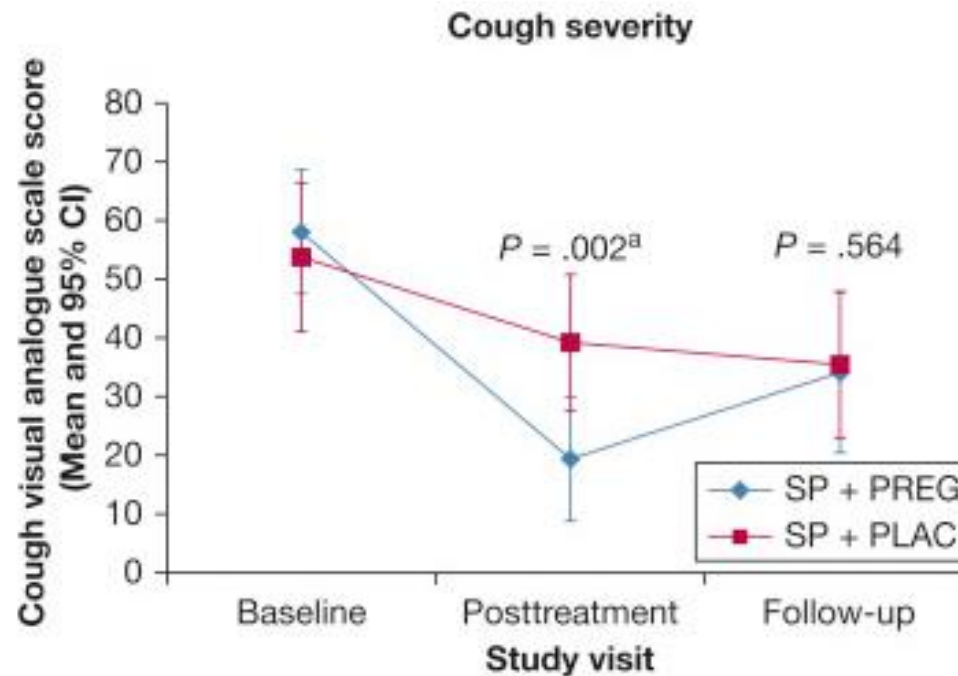 Cough severity
Cough visual analogue scale score
(Mean and 95% CI)
80
70
60
50
40
30
20
10
0
P = .002ᵃ
P = .564
SP + PREG
SP + PLAC
Baseline
Posttreatment
Follow-up
Study visit